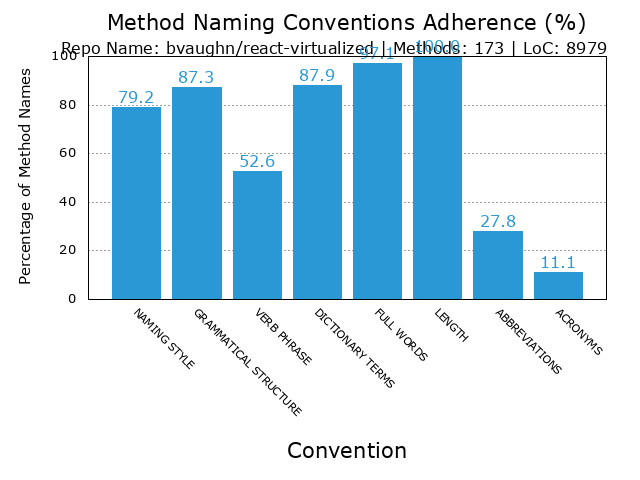 Method Naming Conventions Adherence (%)
Repo Name: bvaughn/react-virtualized | Methods: 173 | LoC: 8979
Percentage of Method Names
100
80
60
40
20
0
79.2
87.3
52.6
87.9
97.1
100.0
27.8
11.1
NAMING STYLE
GRAMMATICAL STRUCTURE
VERB PHRASE
DICTIONARY TERMS
FULL WORDS
LENGTH
ABBREVIATIONS
ACRONYMS
Convention